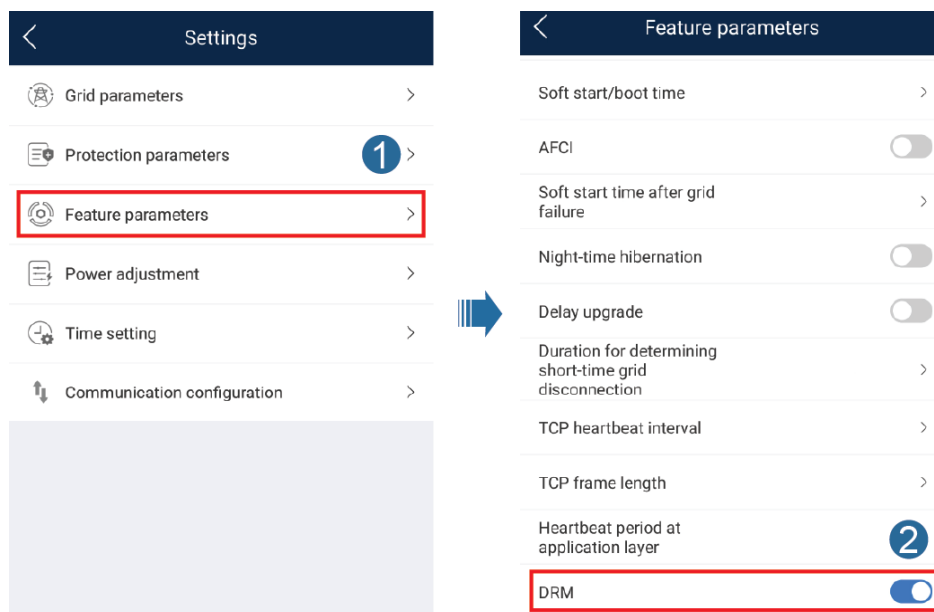 Settings
Grid parameters
Protection parameters
1
Feature parameters
Power adjustment
Time setting
Communication configuration
Feature parameters
Soft start/boot time
AFCI
Soft start time after grid
failure
Night-time hibernation
Delay upgrade
Duration for determining
short-time grid
disconnection
TCP heartbeat interval
TCP frame length
Heartbeat period at
application layer
2
DRM